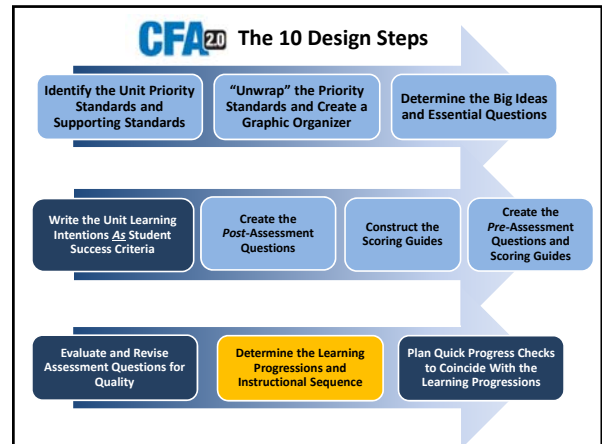 CFA 2.0 The 10 Design Steps
Identify the Unit Priority
Standards and
Supporting Standards
“Unwrap” the Priority
Standards and Create a
Graphic Organizer
Determine the Big Ideas
and Essential Questions
Write the Unit Learning
Intentions As Student
Success Criteria
Create the
Post-Assessment
Questions
Construct the
Scoring Guides
Create the
Pre-Assessment
Questions and
Scoring Guides
Evaluate and Revise
Assessment Questions for
Quality
Determine the Learning
Progressions and
Instructional Sequence
Plan Quick Progress Checks
to Coincide With the
Learning Progressions